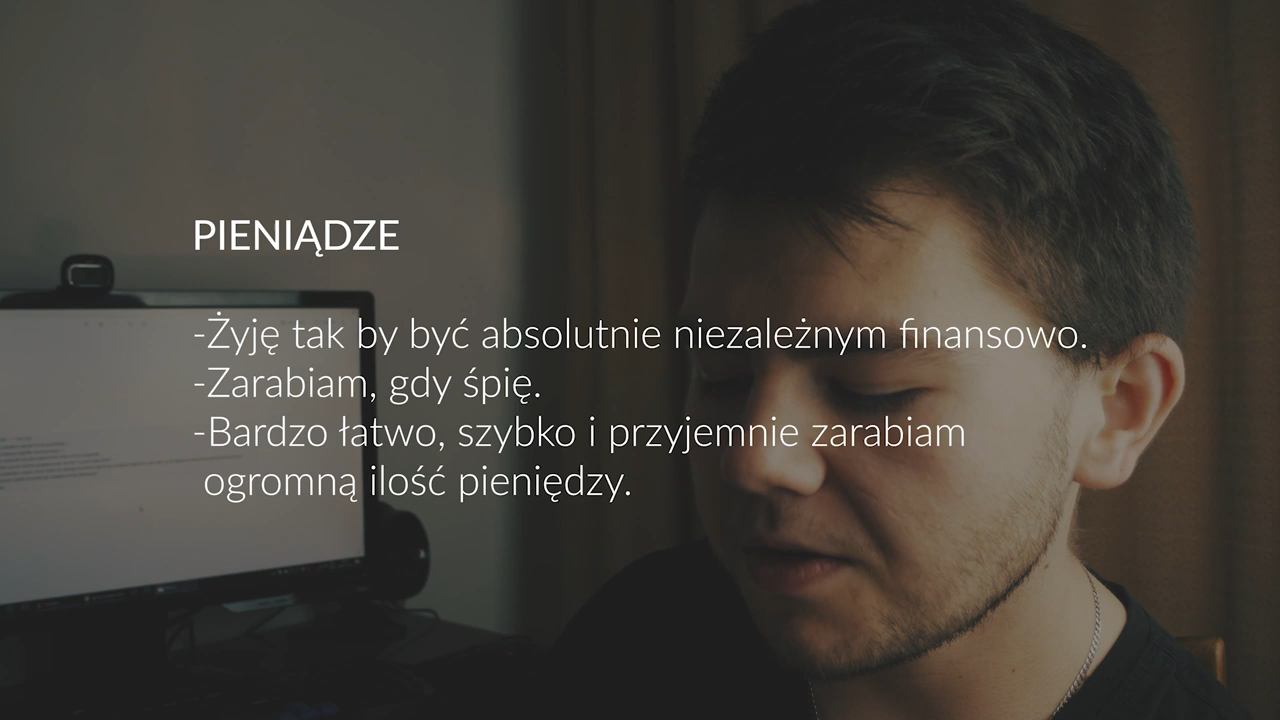 PIENIĄDZE
-Żyję tak by być absolutnie niezależnym finansowo.
-Zarabiam, gdy śpię.
-Bardzo łatwo, szybko i przyjemnie zarabiam
ogromną ilość pieniędzy.